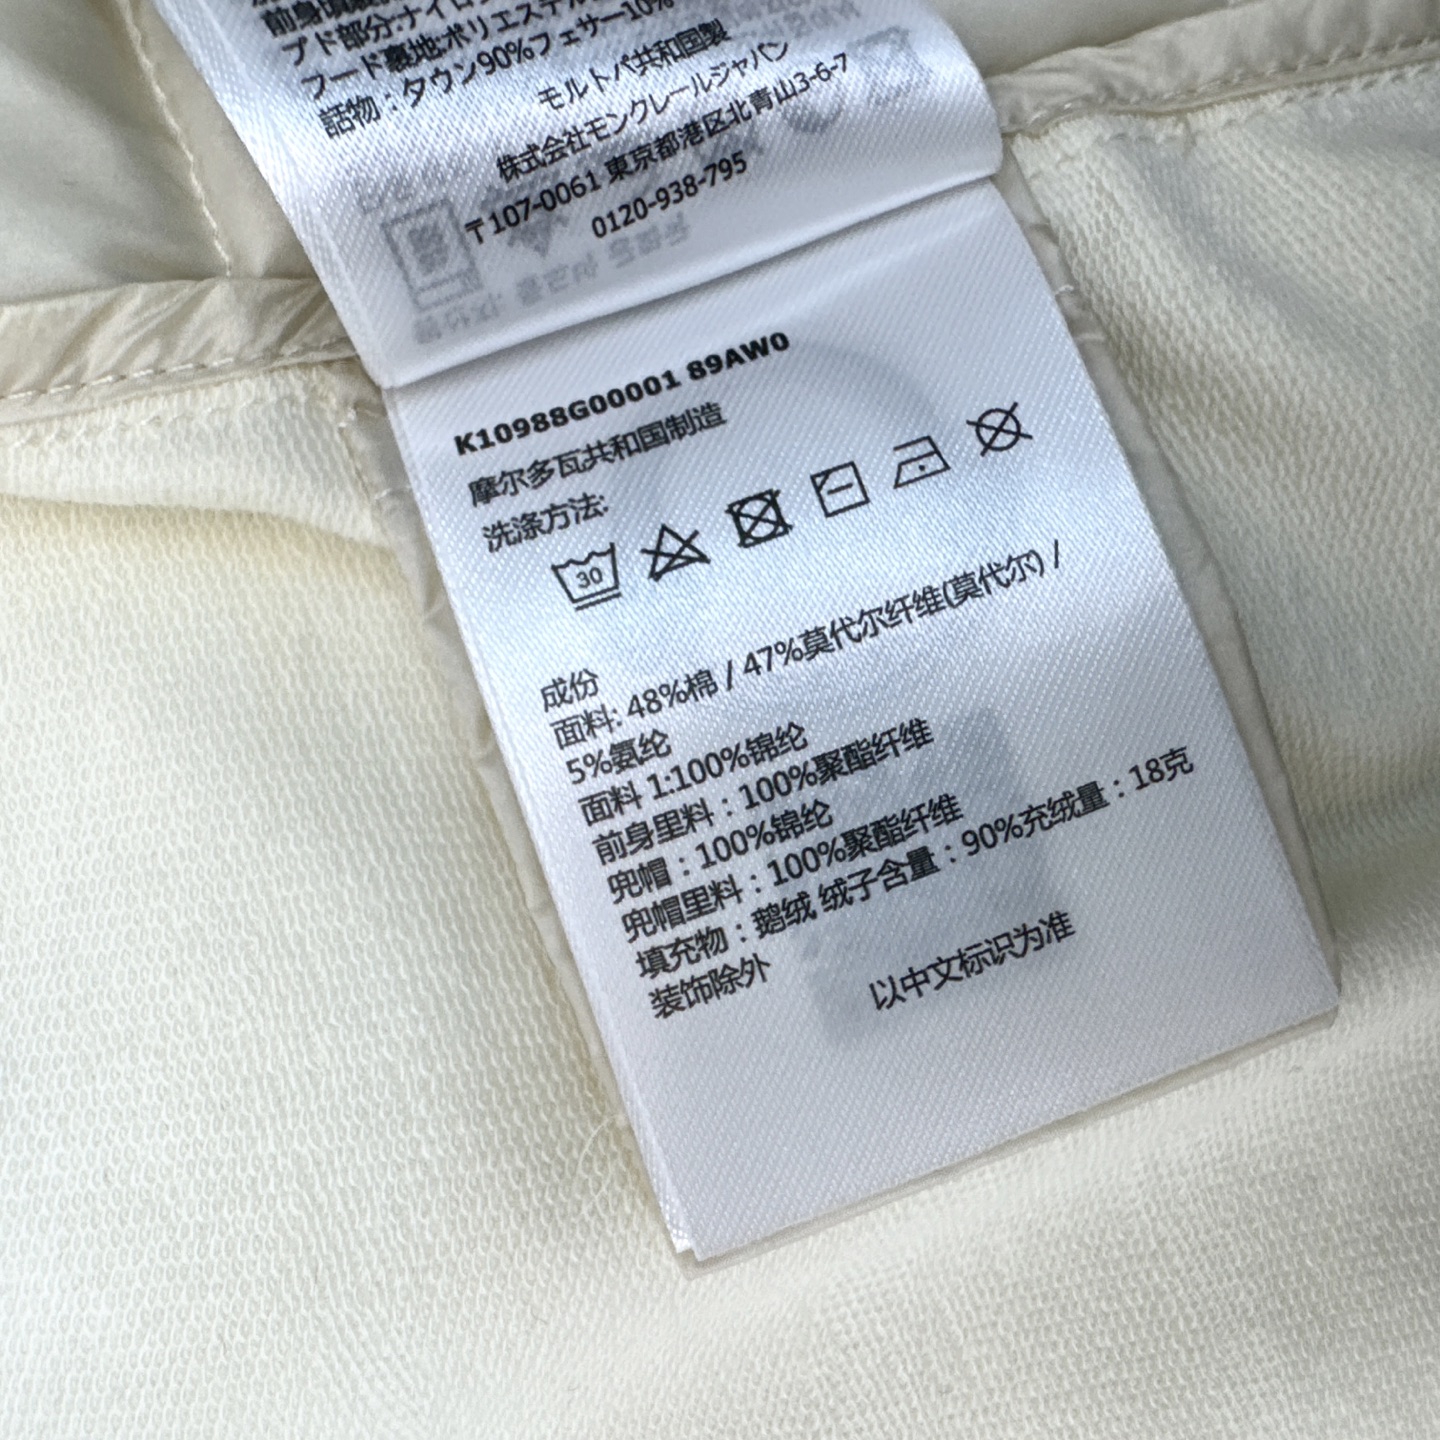 フード部分:ナイロン
フード裏地:ポリエステル
詰物:タウン90%フェサー10%
モルトバ共和国製
株式会社モンクレールジャパン
〒107-0061 東京都港区北青山3-6-7
0120-938-795
K10988G00001 89AW0
摩尔多瓦共和国制造
洗涤方法:
30
成份
面料: 48%棉 / 47%莫代尔纤维(莫代尔) /
5%氨纶
面料 1:100%锦纶
前身里料:100%聚酯纤维
兜帽:100%锦纶
兜帽里料:100%聚酯纤维
填充物:鹅绒 绒子含量:90%充绒量:18克
装饰除外
以中文标识为准